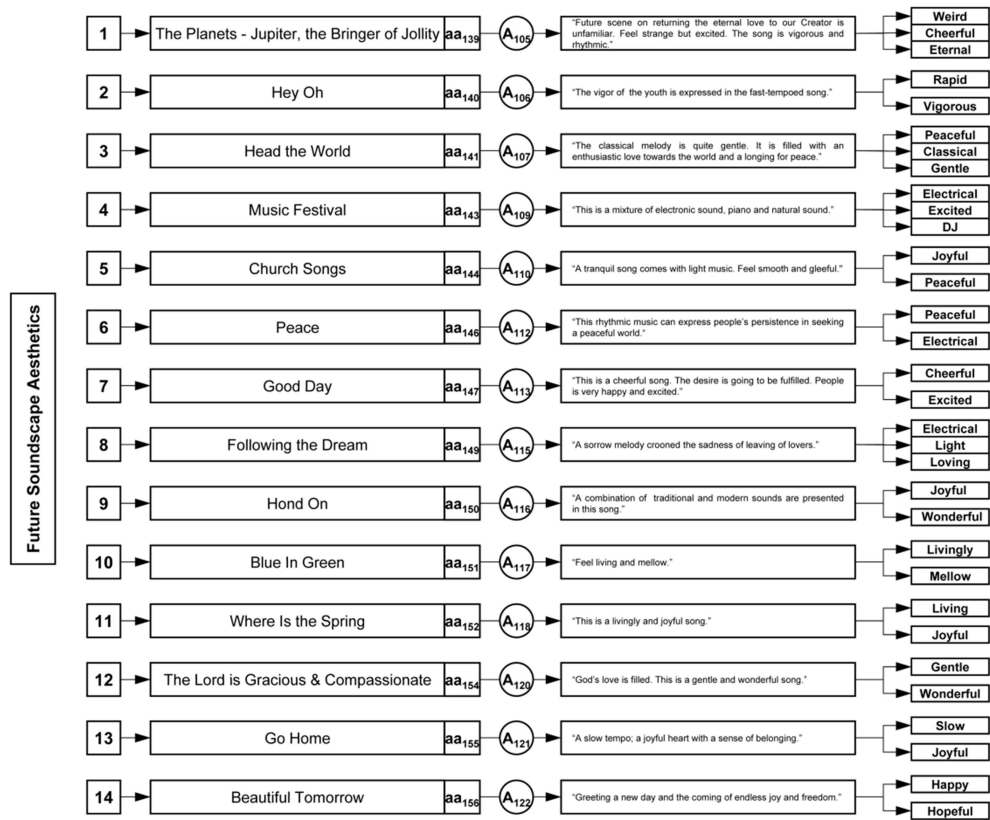 Future Soundscape Aesthetics
1
The Planets - Jupiter, the Bringer of Jollity
aa139
A105
“Future scene on returning the eternal love to our Creator is
unfamiliar. Feel strange but excited. The song is vigorous and
rhythmic.”
Weird
Cheerful
Eternal
2
Hey Oh
aa140
A106
“The vigor of the youth is expressed in the fast-tempoed song.”
Rapid
Vigorous
3
Head the World
aa141
A107
“The classical melody is quite gentle. It is filled with an
enthusiastic love towards the world and a longing for peace.”
Peaceful
Classical
Gentle
4
Music Festival
aa143
A109
“This is a mixture of electronic sound, piano and natural sound.”
Electrical
Excited
DJ
5
Church Songs
aa144
A110
“A tranquil song comes with light music. Feel smooth and gleeful.”
Joyful
Peaceful
6
Peace
aa146
A112
“This rhythmic music can express people’s persistence in seeking
a peaceful world.”
Peaceful
Electrical
7
Good Day
aa147
A113
“This is a cheerful song. The desire is going to be fulfilled. People
is very happy and excited.”
Cheerful
Excited
8
Following the Dream
aa149
A115
“A sorrow melody crooned the sadness of leaving of lovers.”
Electrical
Light
Loving
9
Hond On
aa150
A116
“A combination of traditional and modern sounds are presented
in this song.”
Joyful
Wonderful
10
Blue In Green
aa151
A117
“Feel living and mellow.”
Livingly
Mellow
11
Where Is the Spring
aa152
A118
“This is a livingly and joyful song.”
Living
Joyful
12
The Lord is Gracious & Compassionate
aa154
A120
“God’s love is filled. This is a gentle and wonderful song.”
Gentle
Wonderful
13
Go Home
aa155
A121
“A slow tempo; a joyful heart with a sense of belonging.”
Slow
Joyful
14
Beautiful Tomorrow
aa156
A122
“Greeting a new day and the coming of endless joy and freedom.”
Happy
Hopeful